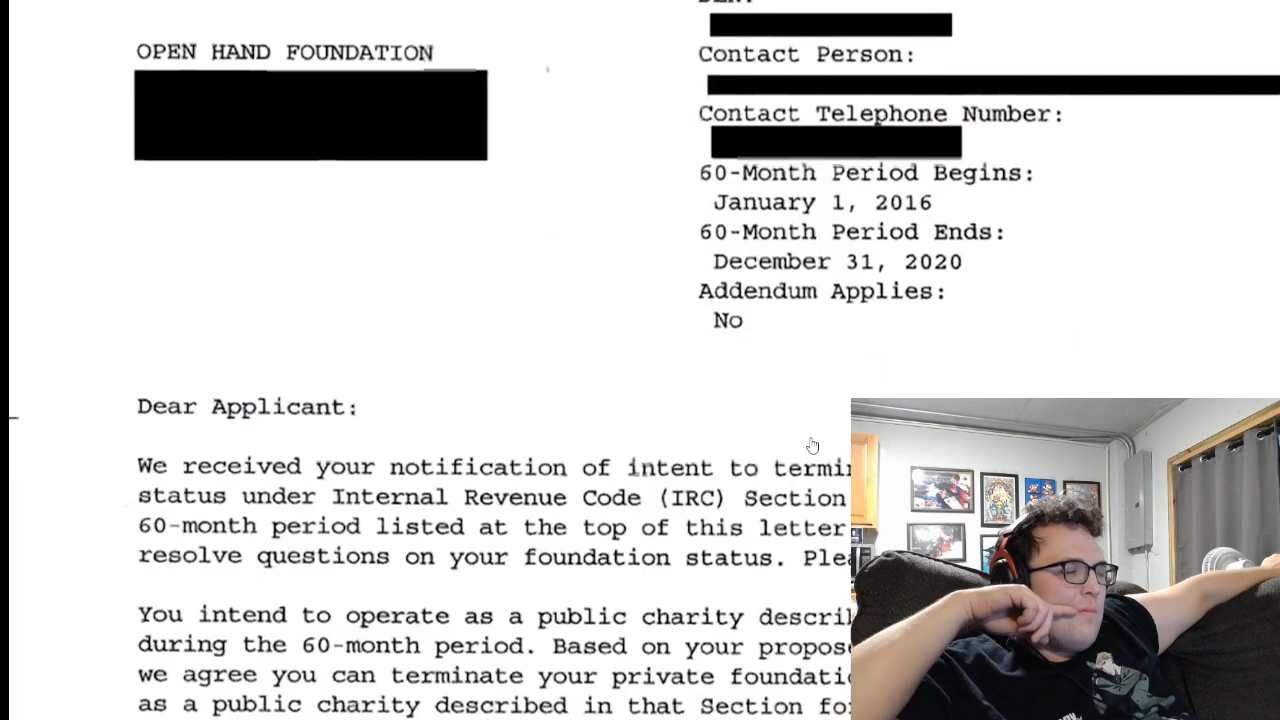 OPEN HAND FOUNDATION
Contact Person:
Contact Telephone Number:
60-Month Period Begins:
January 1, 2016
60-Month Period Ends:
December 31, 2020
Addendum Applies:
No
Dear Applicant:
We received your notification of intent to termin
status under Internal Revenue Code (IRC) Section
60-month period listed at the top of this letter
resolve questions on your foundation status. Plea
You intend to operate as a public charity describ
during the 60-month period. Based on your propos
we agree you can terminate your private foundatio
as a public charity described in that Section fo